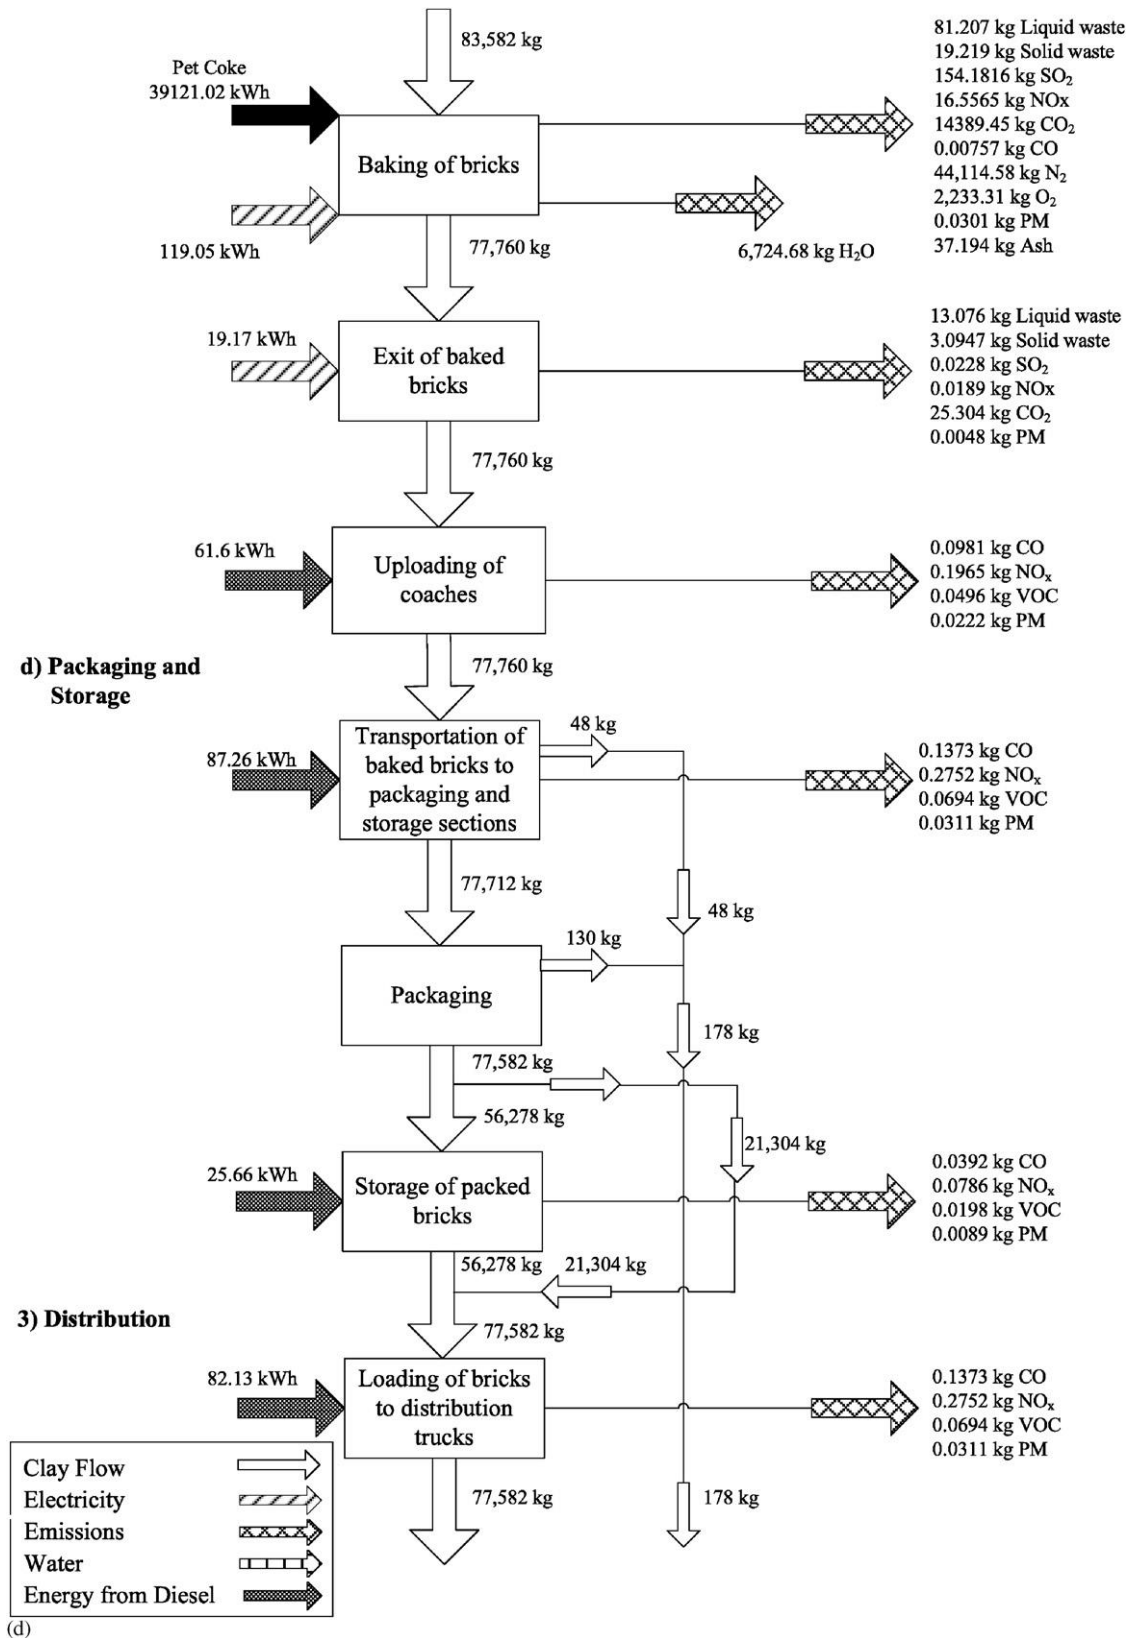 83,582 kg
Pet Coke
39121.02 kWh
Baking of bricks
119.05 kWh
81.207 kg Liquid waste
19.219 kg Solid waste
154.1816 kg SO₂
16.5565 kg NOx
14389.45 kg CO₂
0.00757 kg CO
44,114.58 kg N₂
2,233.31 kg O₂
0.0301 kg PM
37.194 kg Ash
6,724.68 kg H₂O
77,760 kg
19.17 kWh
Exit of baked
bricks
13.076 kg Liquid waste
3.0947 kg Solid waste
0.0228 kg SO₂
0.0189 kg NOx
25.304 kg CO₂
0.0048 kg PM
77,760 kg
61.6 kWh
Uploading of
coaches
0.0981 kg CO
0.1965 kg NOₓ
0.0496 kg VOC
0.0222 kg PM
77,760 kg
d) Packaging and
Storage
87.26 kWh
Transportation of
baked bricks to
packaging and
storage sections
48 kg
0.1373 kg CO
0.2752 kg NOₓ
0.0694 kg VOC
0.0311 kg PM
77,712 kg
48 kg
Packaging
130 kg
178 kg
77,582 kg
56,278 kg
21,304 kg
25.66 kWh
Storage of packed
bricks
0.0392 kg CO
0.0786 kg NOₓ
0.0198 kg VOC
0.0089 kg PM
56,278 kg
21,304 kg
3) Distribution
77,582 kg
82.13 kWh
Loading of bricks
to distribution
trucks
0.1373 kg CO
0.2752 kg NOₓ
0.0694 kg VOC
0.0311 kg PM
77,582 kg
178 kg
Clay Flow
Electricity
Emissions
Water
Energy from Diesel
(d)